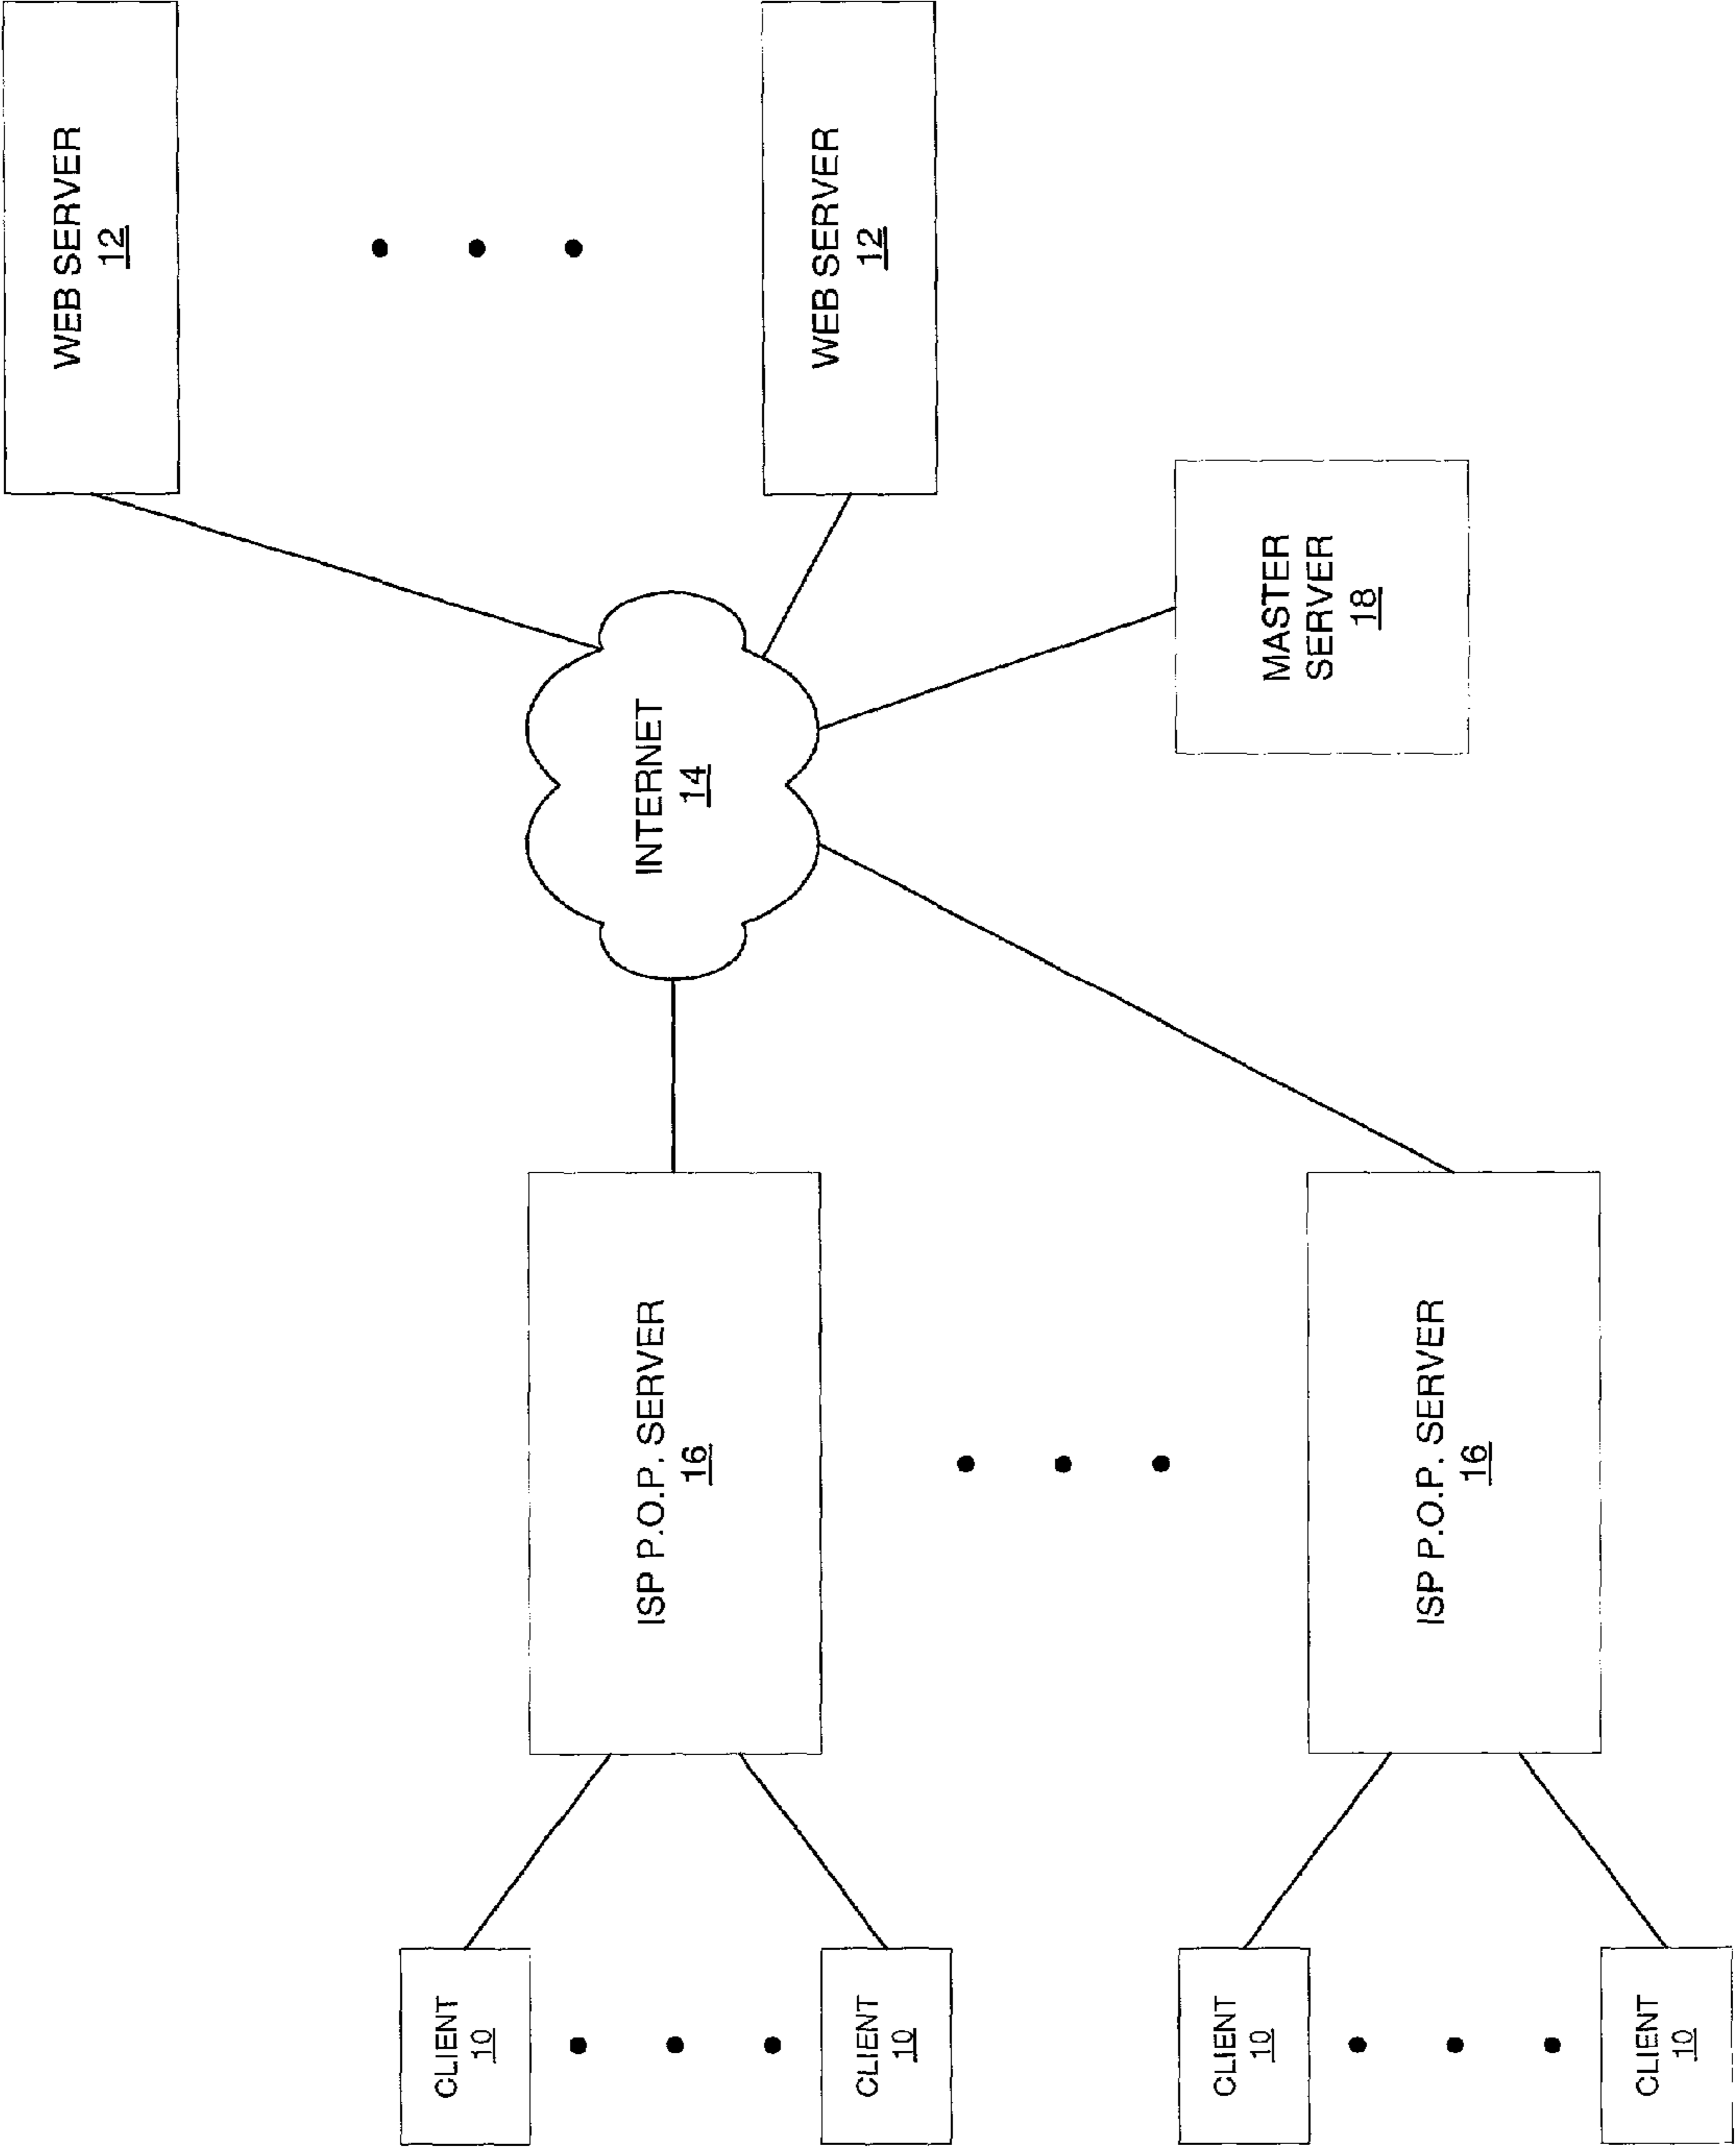 WEB SERVER
12
WEB SERVER
12
INTERNET
14
MASTER
SERVER
18
ISP P.O.P. SERVER
16
ISP P.O.P. SERVER
16
CLIENT
10
CLIENT
10
CLIENT
10
CLIENT
10